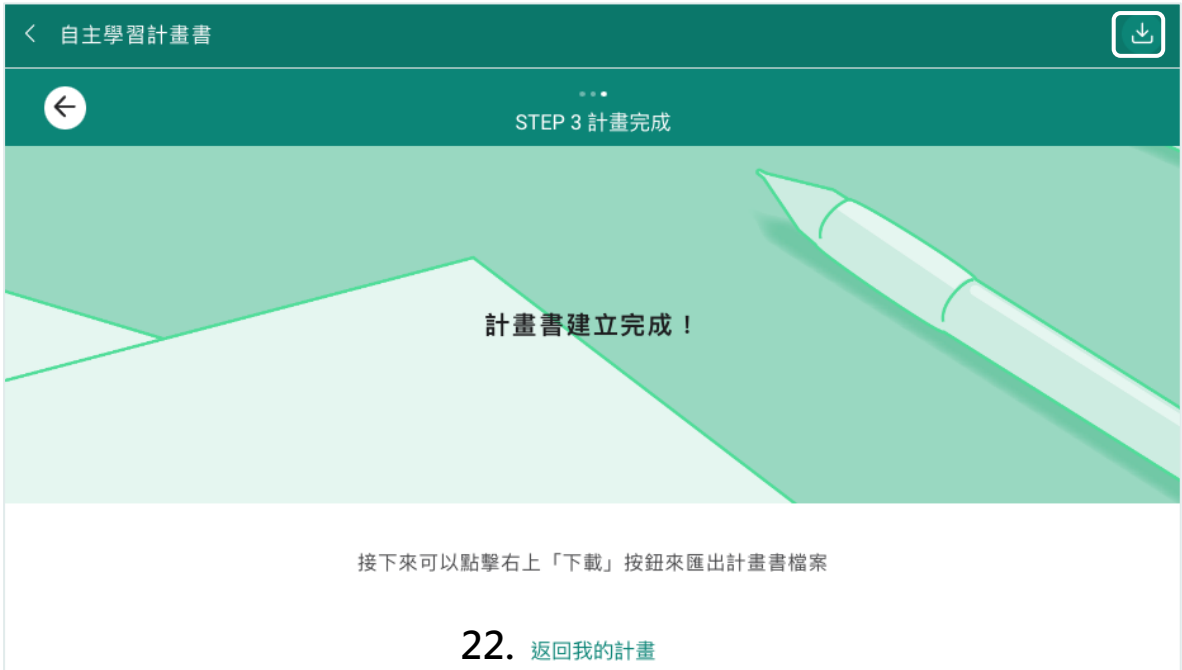 自主學習計畫書
STEP 3 計畫完成
計畫書建立完成！
接下來可以點擊右上「下載」按鈕來匯出計畫書檔案
22. 返回我的計畫